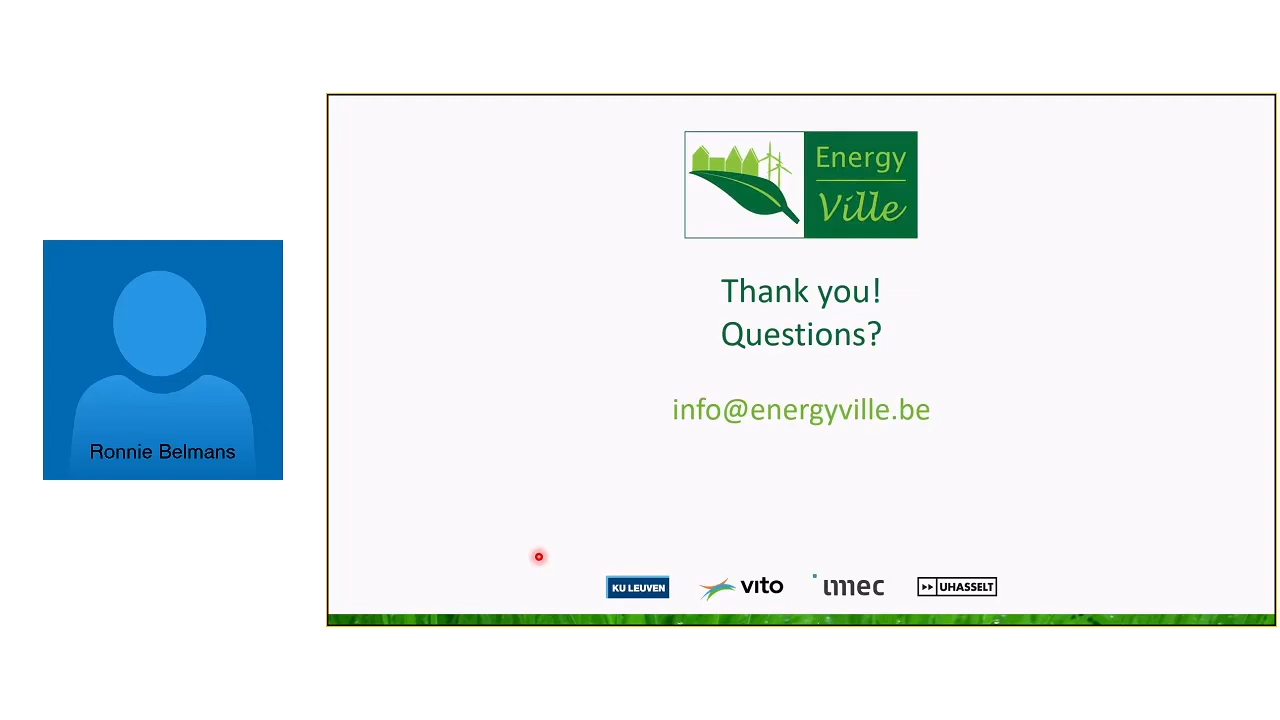 Energy
Ville
Thank you!
Questions?
info@energyville.be
Ronnie Belmans
KU LEUVEN
vito
imec
UHASSELT